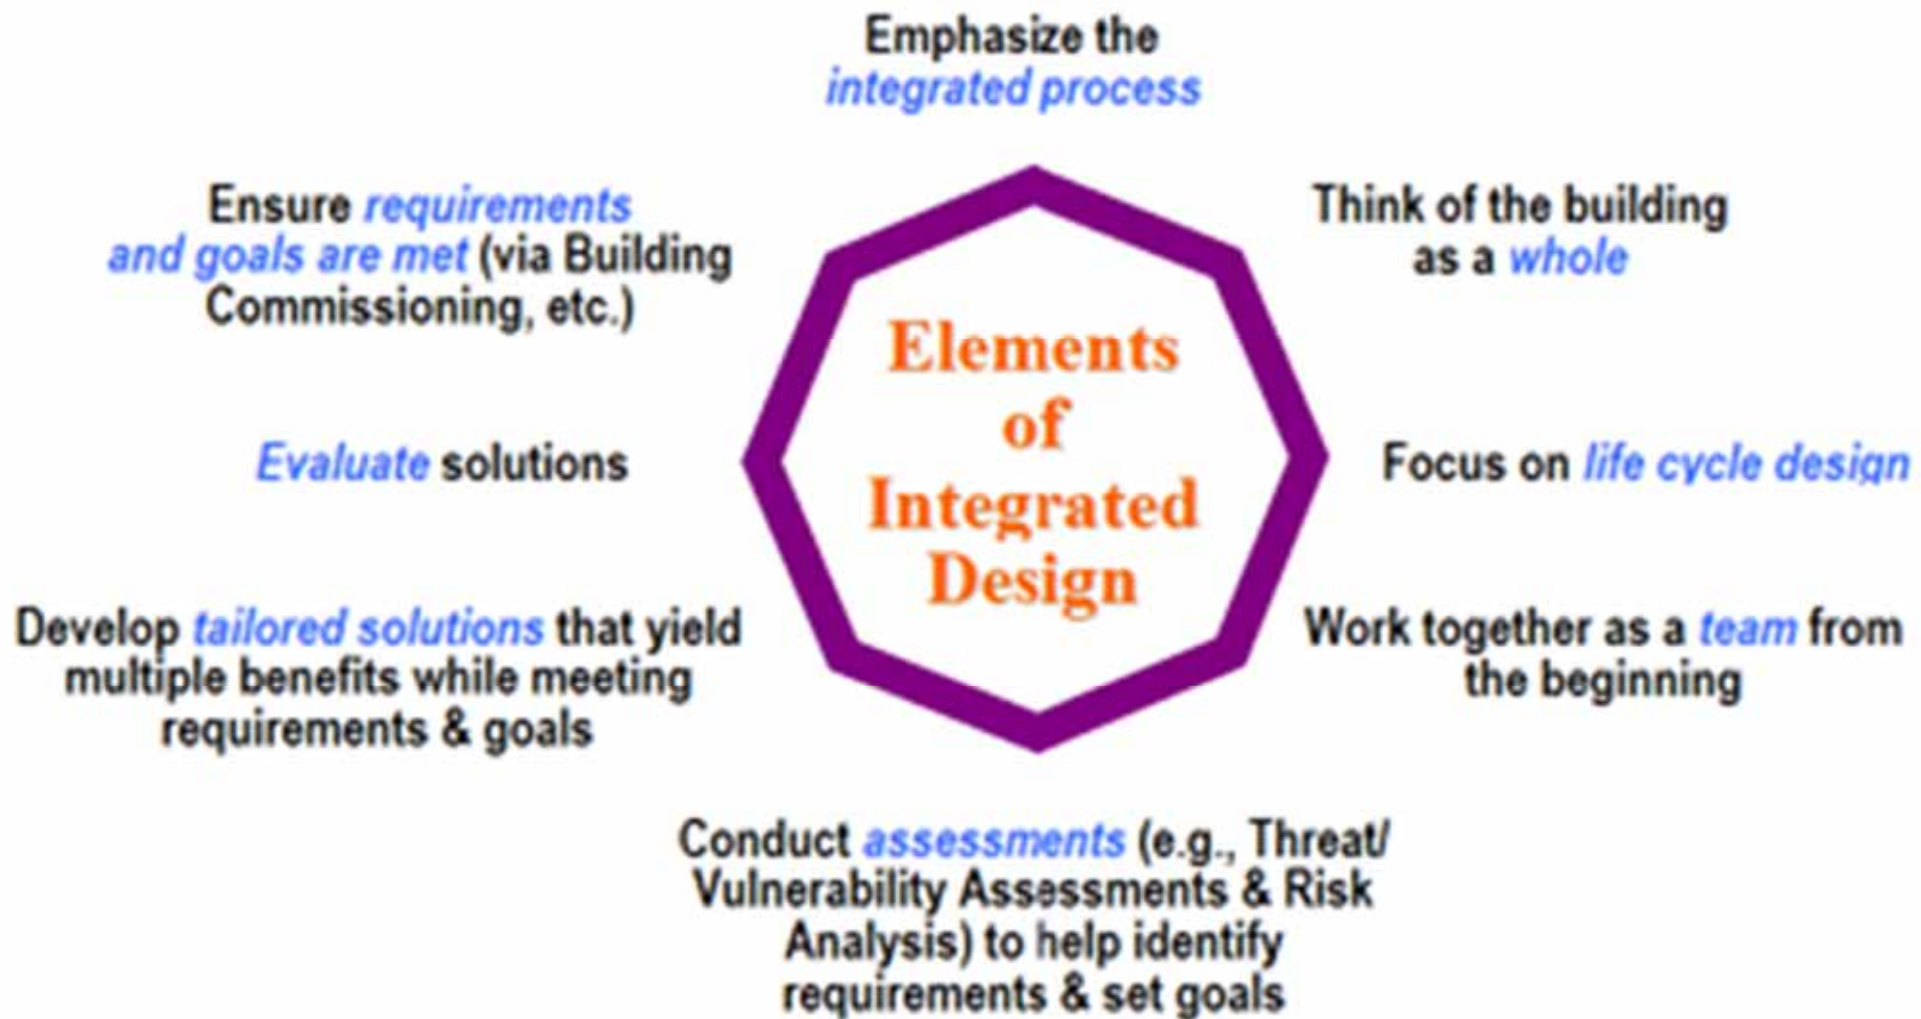 Emphasize the
integrated process
Think of the building
as a whole
Focus on life cycle design
Work together as a team from
the beginning
Conduct assessments (e.g., Threat/
Vulnerability Assessments & Risk
Analysis) to help identify
requirements & set goals
Develop tailored solutions that yield
multiple benefits while meeting
requirements & goals
Evaluate solutions
Ensure requirements
and goals are met (via Building
Commissioning, etc.)
Elements
of
Integrated
Design